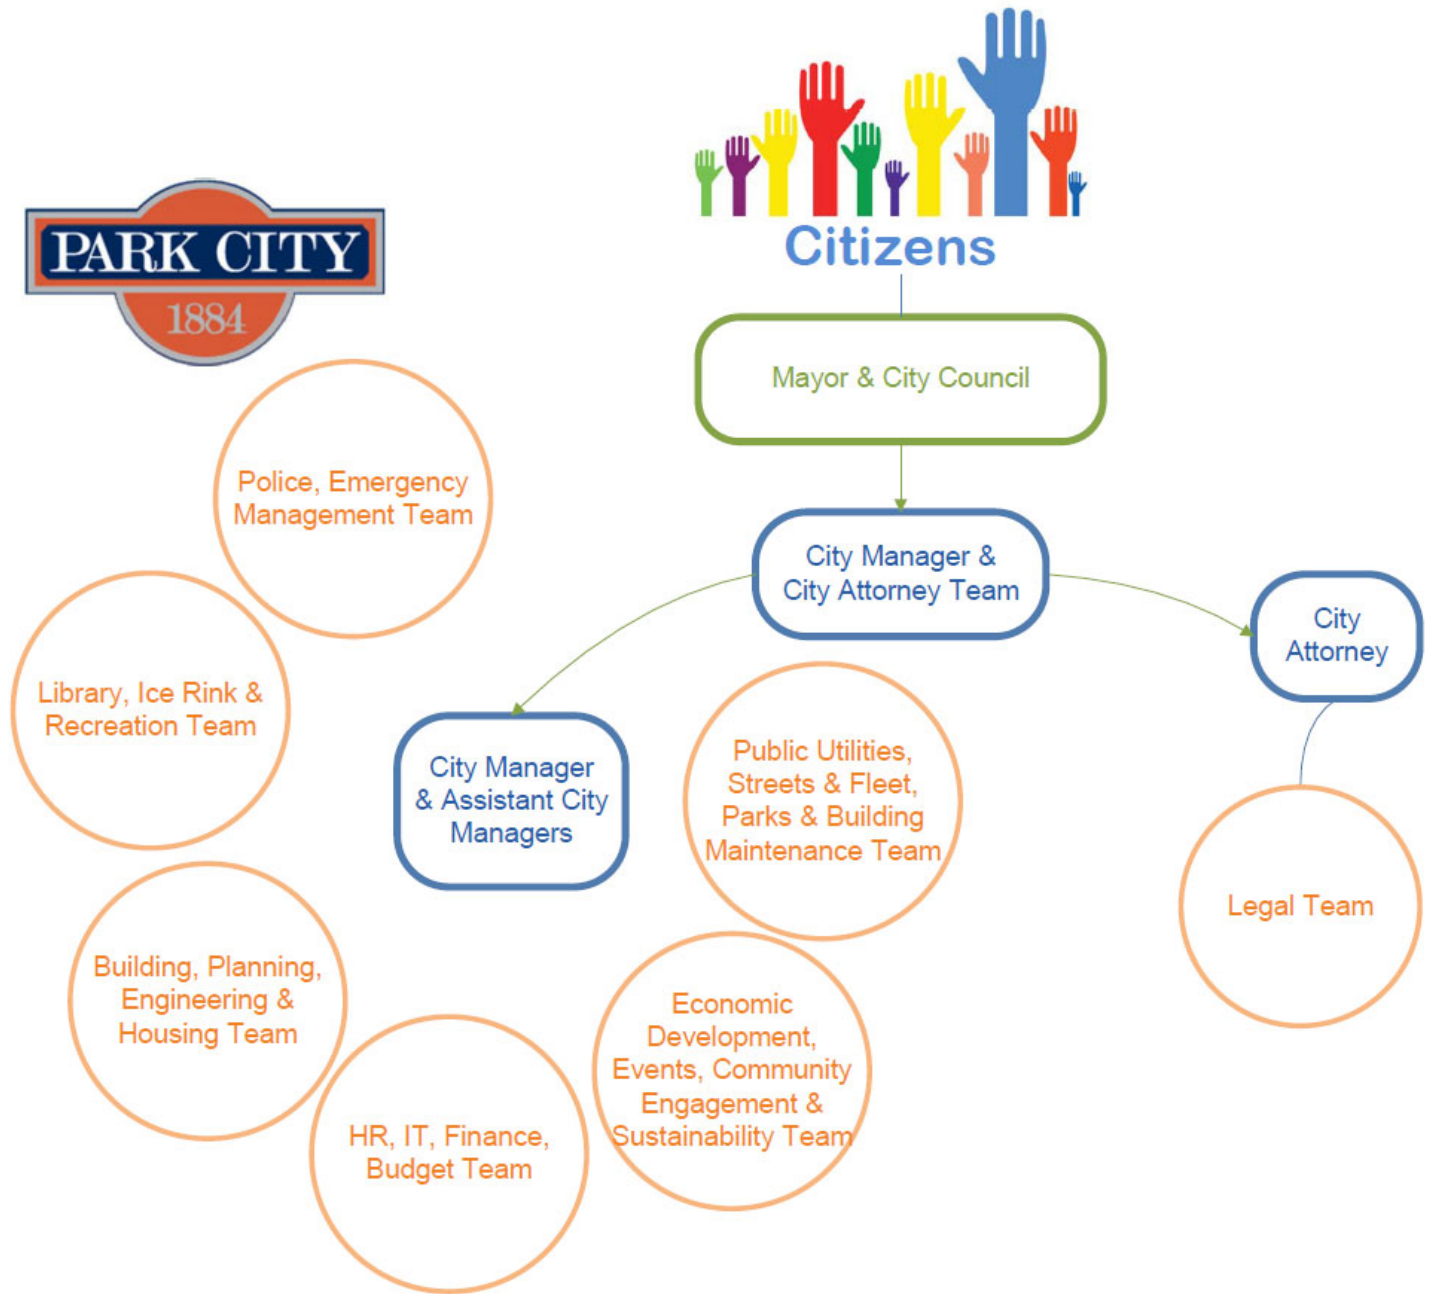 PARK CITY
1884
Citizens
Mayor & City Council
City Manager &
City Attorney Team
City
Attorney
Police, Emergency
Management Team
Library, Ice Rink &
Recreation Team
City Manager
& Assistant City
Managers
Public Utilities,
Streets & Fleet,
Parks & Building
Maintenance Team
Legal Team
Building, Planning,
Engineering &
Housing Team
Economic
Development,
Events, Community
Engagement &
Sustainability Team
HR, IT, Finance,
Budget Team